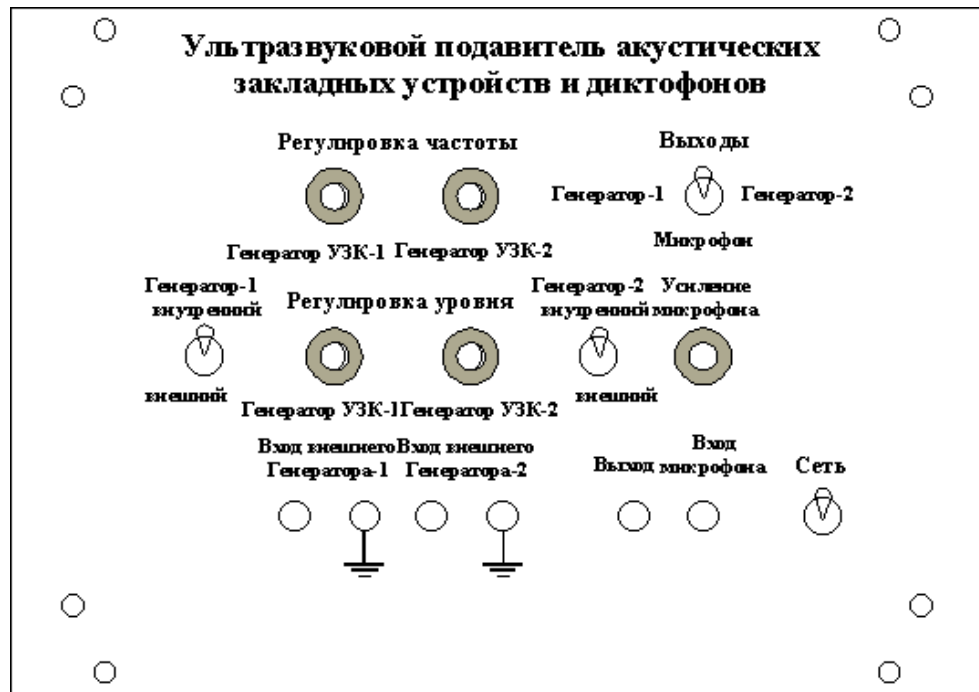 Ультразвуковой подавитель акустических
закладных устройств и диктофонов
Регулировка частоты
Выходы
Генератор-1
Генератор-2
Микрофон
Генератор УЗК-1
Генератор УЗК-2
Генератор-1
внутренний
Регулировка уровня
Генератор-2
внутренний
Усиление
микрофона
внешний
Генератор УЗК-1
Генератор УЗК-2
внешний
Вход внешнего
Генератора-1
Вход внешнего
Генератора-2
Выход
Вход
микрофона
Сеть